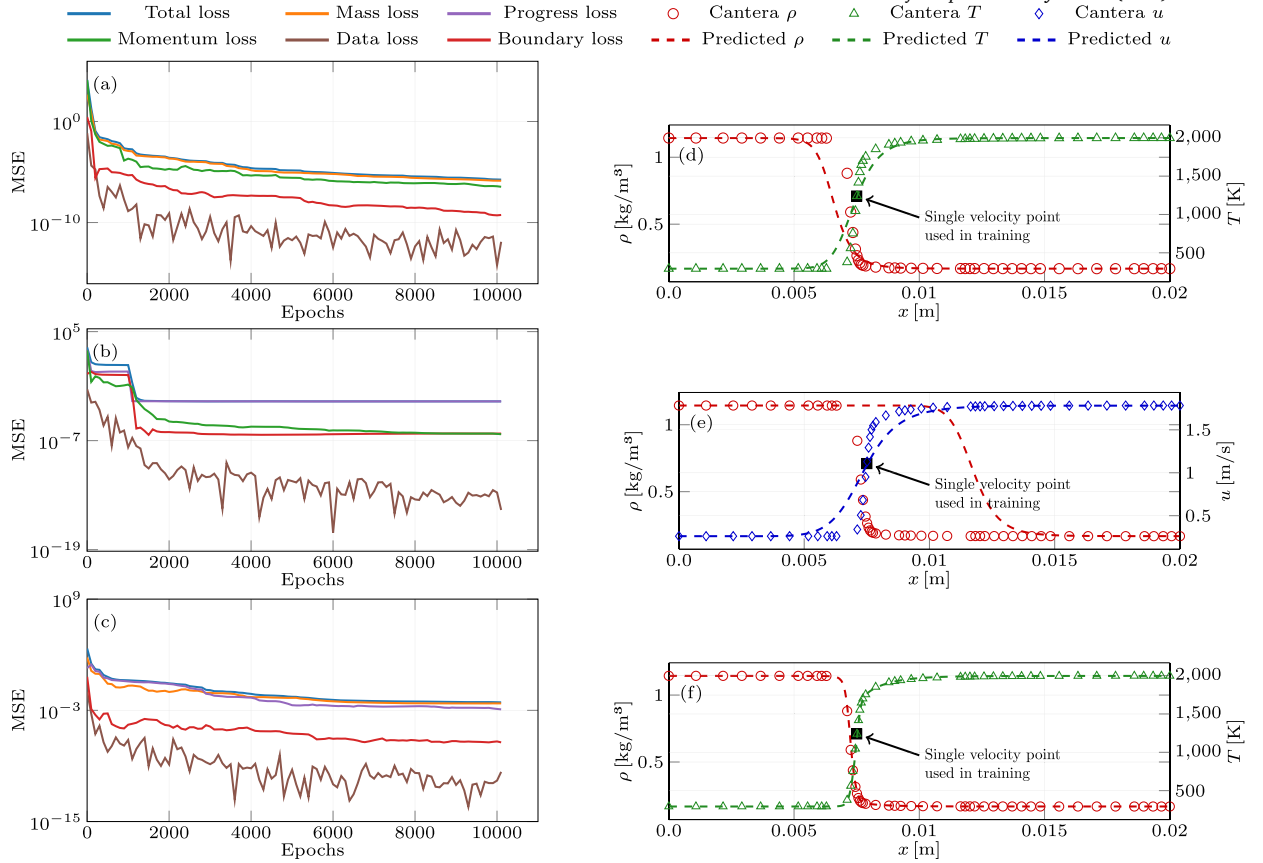 Total loss Mass loss Progress loss Cantera ρ Cantera T Cantera u
Momentum loss Data loss Boundary loss Predicted ρ Predicted T Predicted u
(a)
MSE
10⁰
10⁻¹⁰
0 2000 4000 6000 8000 10000
Epochs
(b)
MSE
10⁵
10⁻⁷
10⁻¹⁹
0 2000 4000 6000 8000 10000
Epochs
(c)
MSE
10⁹
10⁻³
10⁻¹⁵
0 2000 4000 6000 8000 10000
Epochs
(d)
ρ [kg/m³]
1
0.5
2,000
1,500
1,000
500
T [K]
Single velocity point
used in training
0.0 0.005 0.01 0.015 0.02
x [m]
(e)
ρ [kg/m³]
1
0.5
1.5
1
0.5
u [m/s]
Single velocity point
used in training
0.0 0.005 0.01 0.015 0.02
x [m]
(f)
ρ [kg/m³]
1
0.5
2,000
1,500
1,000
500
T [K]
Single velocity point
used in training
0.0 0.005 0.01 0.015 0.02
x [m]